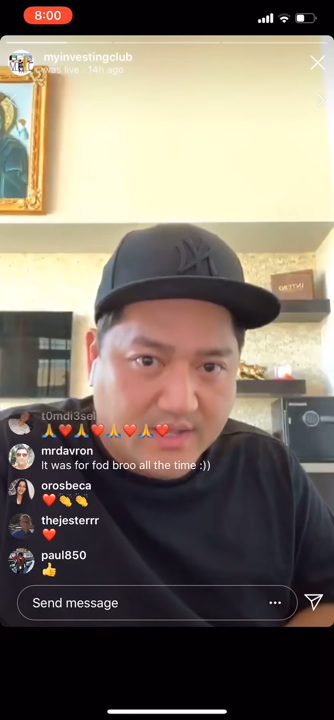 8:00
myinvestingclub
was live · 14h ago
t0mdi3sel
🙏❤️🙏❤️🙏❤️🙏❤️
mrdavron
It was for fod broo all the time :))
orosbeca
❤️👏👏
thejesterrr
❤️
paul850
👍
Send message